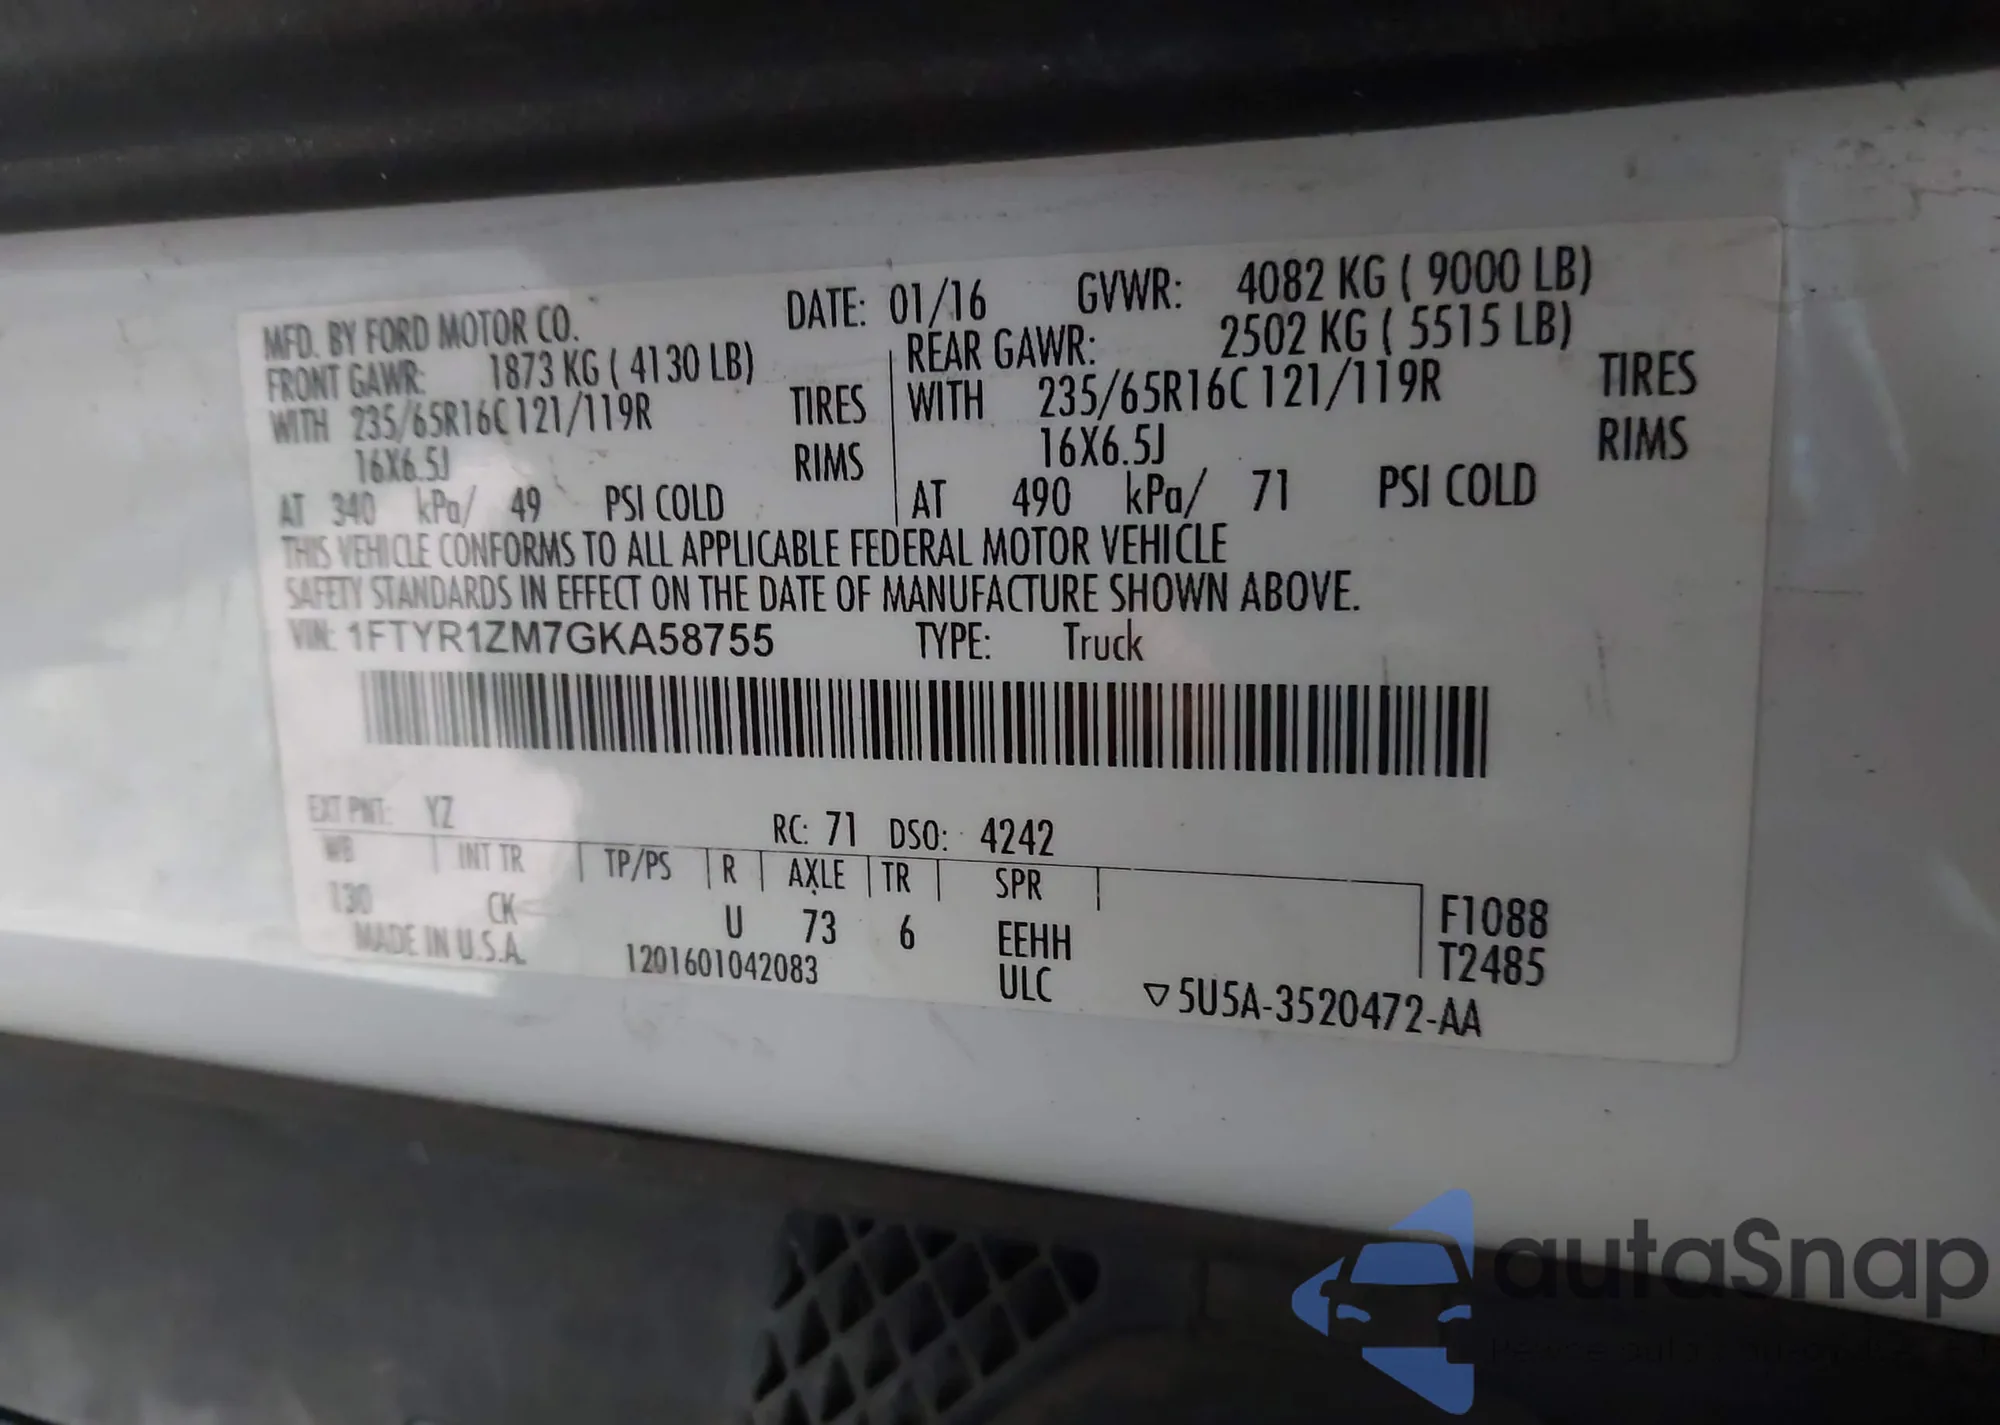 MFD. BY FORD MOTOR CO. DATE: 01/16 GVWR: 4082 KG ( 9000 LB)
FRONT GAWR: 1873 KG ( 4130 LB) REAR GAWR: 2502 KG ( 5515 LB)
WITH 235/65R16C 121/119R TIRES WITH 235/65R16C 121/119R TIRES
16X6.5J RIMS 16X6.5J RIMS
AT 340 kPa/ 49 PSI COLD AT 490 kPa/ 71 PSI COLD
THIS VEHICLE CONFORMS TO ALL APPLICABLE FEDERAL MOTOR VEHICLE
SAFETY STANDARDS IN EFFECT ON THE DATE OF MANUFACTURE SHOWN ABOVE.
VIN: 1FTYR1ZM7GKA58755 TYPE: Truck
EXT PNT: YZ RC: 71 DSO: 4242
WB INT TR TP/PS R AXLE TR SPR
130 CK U 73 6 EEHH F1088
MADE IN U.S.A. 1201601042083 ULC T2485
▽5U5A-3520472-AA
autaSnap